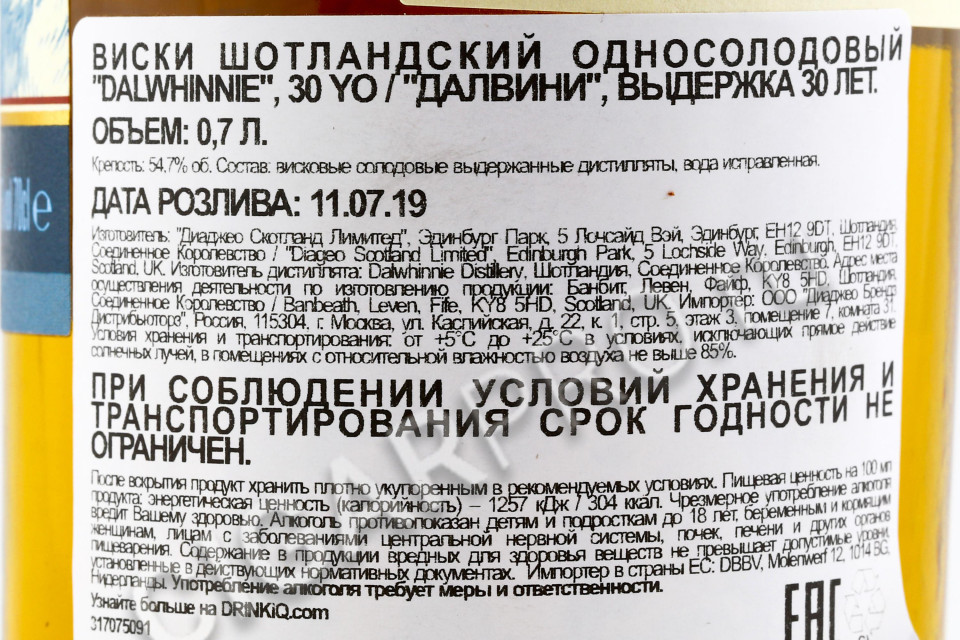 ВИСКИ ШОТЛАНДСКИЙ ОДНОСОЛОДОВЫЙ
"DALWHINNIE", 30 YO / "ДАЛВИНИ", ВЫДЕРЖКА 30 ЛЕТ.
ОБЪЕМ: 0,7 Л.
Крепость: 54,7% об. Состав: висковые солодовые выдержанные дистилляты, вода исправленная.
ДАТА РОЗЛИВА: 11.07.19
Изготовитель: "Диаджео Скотланд Лимитед", Эдинбург Парк, 5 Лочсайд Вэй, Эдинбург, EH12 9DT, Шотландия,
Соединенное Королевство / "Diageo Scotland Limited", Edinburgh Park, 5 Lochside Way, Edinburgh, EH12 9DT,
Scotland, UK. Изготовитель дистиллята: Dalwhinnie Distillery, Шотландия, Соединенное Королевство. Адрес места
осуществления деятельности по изготовлению продукции: Банбит, Левен, Файф, KY8 5HD, Шотландия,
Соединенное Королевство / Banbeath, Leven, Fife, KY8 5HD, Scotland, UK. Импортер: ООО "Диаджео Брендз
Дистрибьюторз", Россия, 115304, г. Москва, ул. Каспийская, д. 22, к. 1, стр. 5, этаж 3, помещение 7, комната 31.
Условия хранения и транспортирования: от +5°C до +25°C в условиях, исключающих прямое действие
солнечных лучей, в помещениях с относительной влажностью воздуха не выше 85%.
ПРИ СОБЛЮДЕНИИ УСЛОВИЙ ХРАНЕНИЯ И
ТРАНСПОРТИРОВАНИЯ СРОК ГОДНОСТИ НЕ
ОГРАНИЧЕН.
После вскрытия продукт хранить плотно укупоренным в рекомендуемых условиях. Пищевая ценность на 100 мл
продукта: энергетическая ценность (калорийность) – 1257 кДж / 304 ккал. Чрезмерное употребление алкоголя
вредит Вашему здоровью. Алкоголь противопоказан детям и подросткам до 18 лет, беременным и кормящим
женщинам, лицам с заболеваниями центральной нервной системы, почек, печени и других органов
пищеварения. Содержание в продукции вредных для здоровья веществ не превышает допустимые уровни,
установленные в действующих нормативных документах. Импортер в страны ЕС: DBBV, Molenwerf 12, 1014 BG,
Нидерланды. Употребление алкоголя требует меры и ответственности.
Узнайте больше на DRINKiQ.com
317075091
EAC